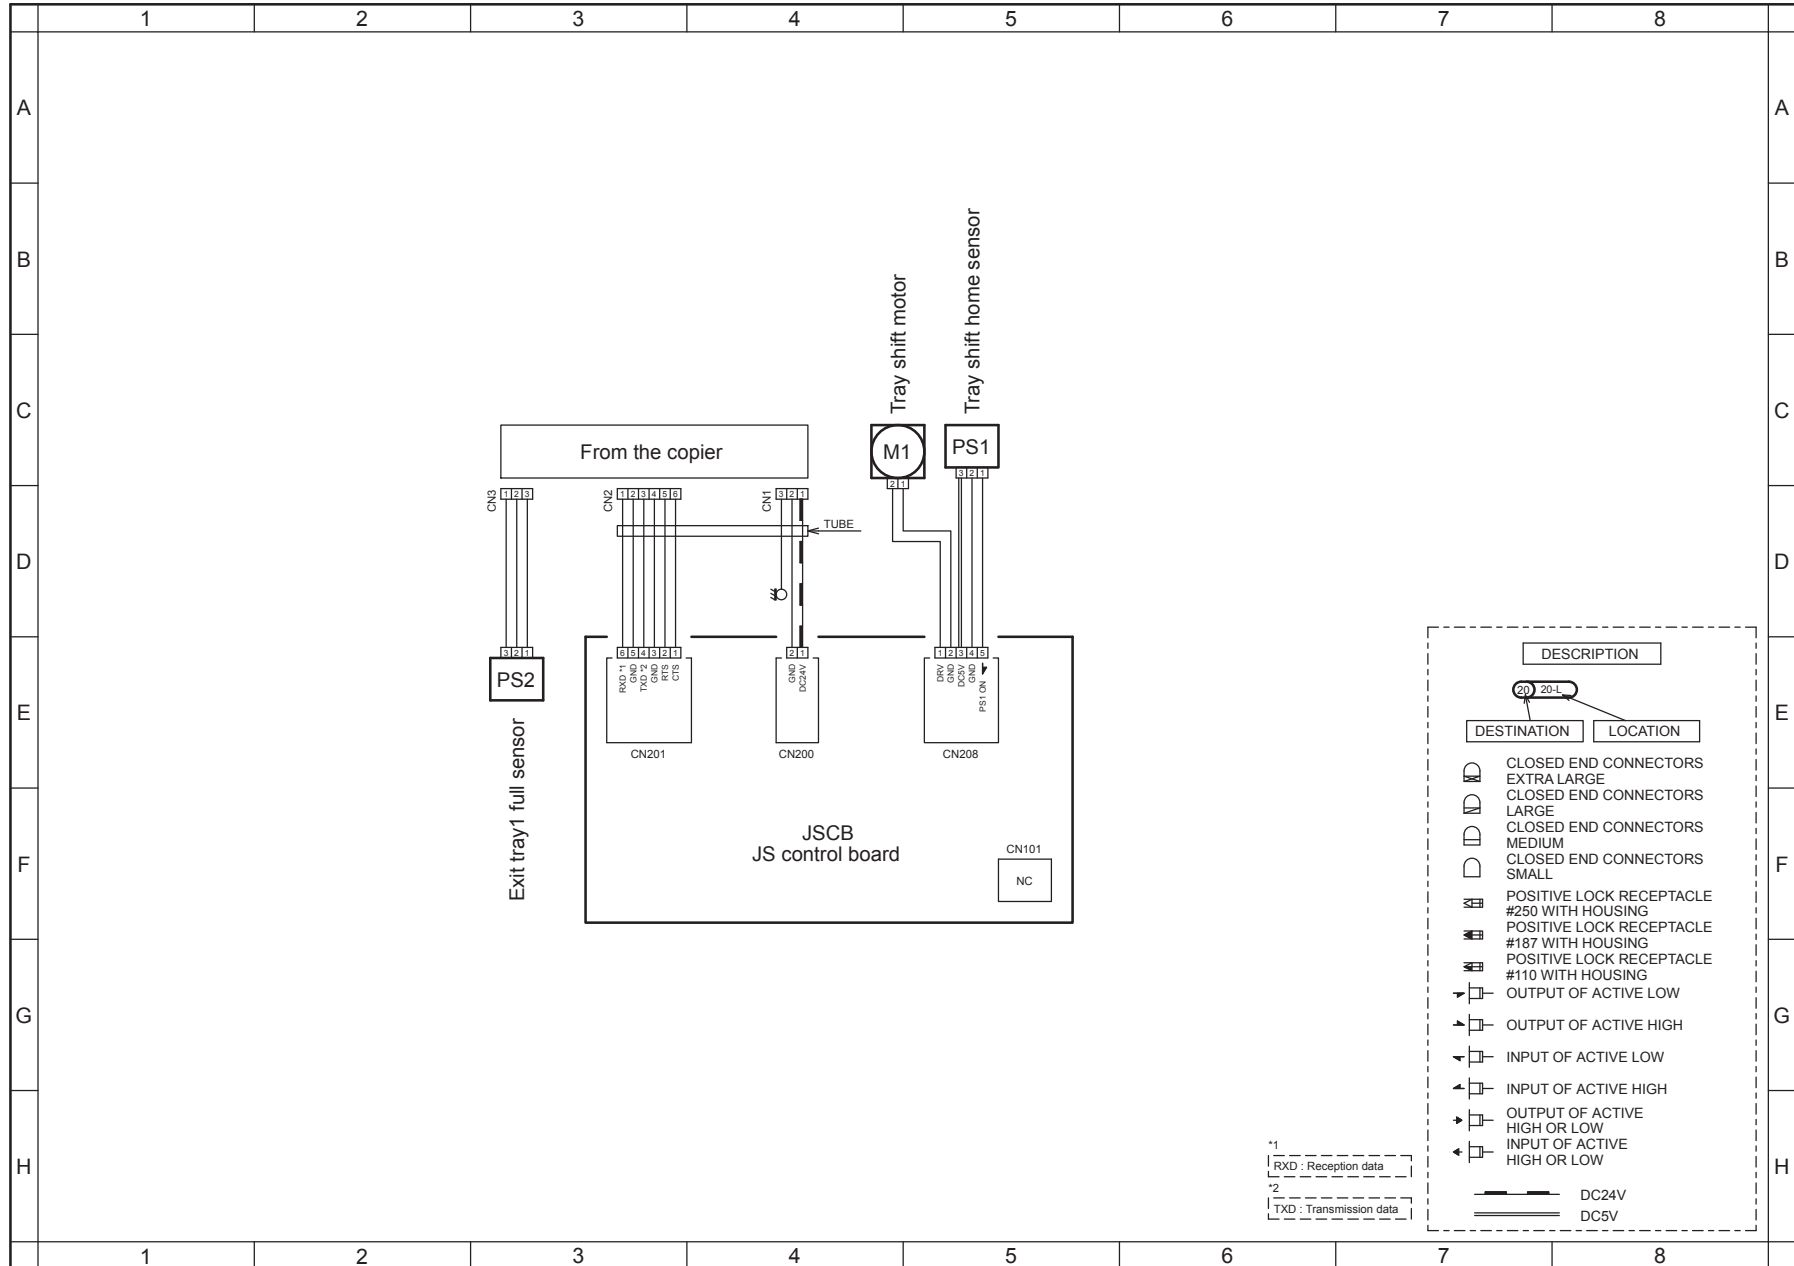 1 2 3 4 5 6 7 8
A A
B B
C C
D D
E E
F F
G G
H H
1 2 3 4 5 6 7 8
Tray shift motor
Tray shift home sensor
From the copier
M1
PS1
CN3
1 2 3
CN2
1 2 3 4 5 6
CN1
3 2 1
2 1
3 2 1
TUBE
3 2 1
PS2
Exit tray1 full sensor
6 5 4 3 2 1
RXD *1
GND
TXD *2
GND
RTS
CTS
CN201
2 1
GND
DC24V
CN200
1 2 3 4 5
DRV
GND
DC5V
GND
PS1 ON
CN208
JSCB
JS control board
CN101
NC
DESCRIPTION
20 20-L
DESTINATION
LOCATION
CLOSED END CONNECTORS
EXTRA LARGE
CLOSED END CONNECTORS
LARGE
CLOSED END CONNECTORS
MEDIUM
CLOSED END CONNECTORS
SMALL
POSITIVE LOCK RECEPTACLE
#250 WITH HOUSING
POSITIVE LOCK RECEPTACLE
#187 WITH HOUSING
POSITIVE LOCK RECEPTACLE
#110 WITH HOUSING
OUTPUT OF ACTIVE LOW
OUTPUT OF ACTIVE HIGH
INPUT OF ACTIVE LOW
INPUT OF ACTIVE HIGH
OUTPUT OF ACTIVE
HIGH OR LOW
INPUT OF ACTIVE
HIGH OR LOW
DC24V
DC5V
*1
RXD : Reception data
*2
TXD : Transmission data